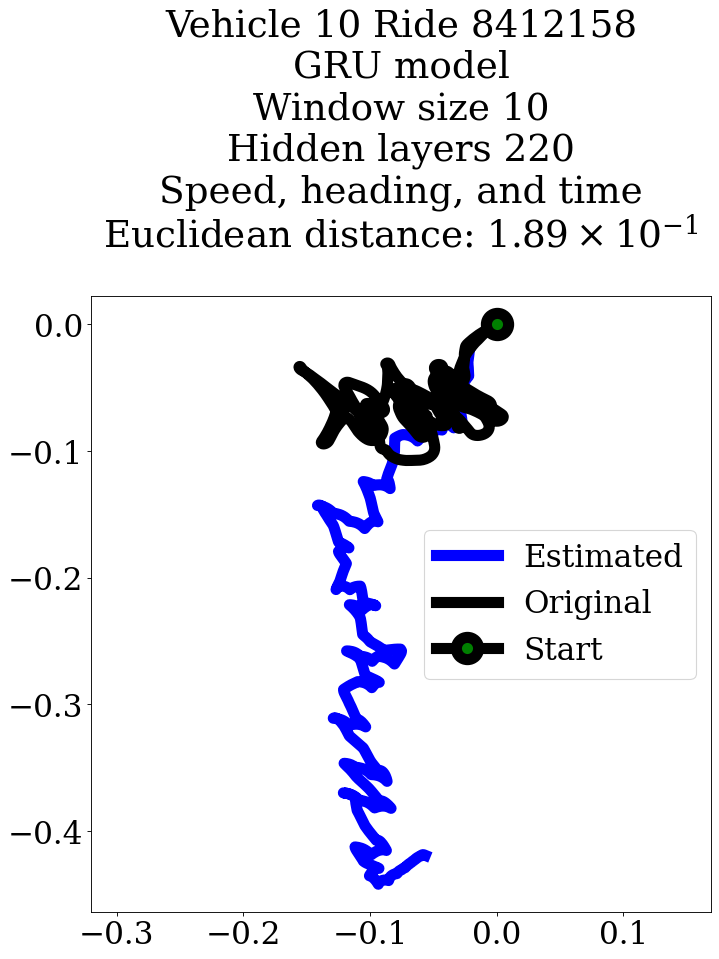 Vehicle 10 Ride 8412158
GRU model
Window size 10
Hidden layers 220
Speed, heading, and time
Euclidean distance: 1.89 × 10⁻¹
0.0
−0.1
−0.2
−0.3
−0.4
Estimated
Original
Start
−0.3 −0.2 −0.1 0.0 0.1